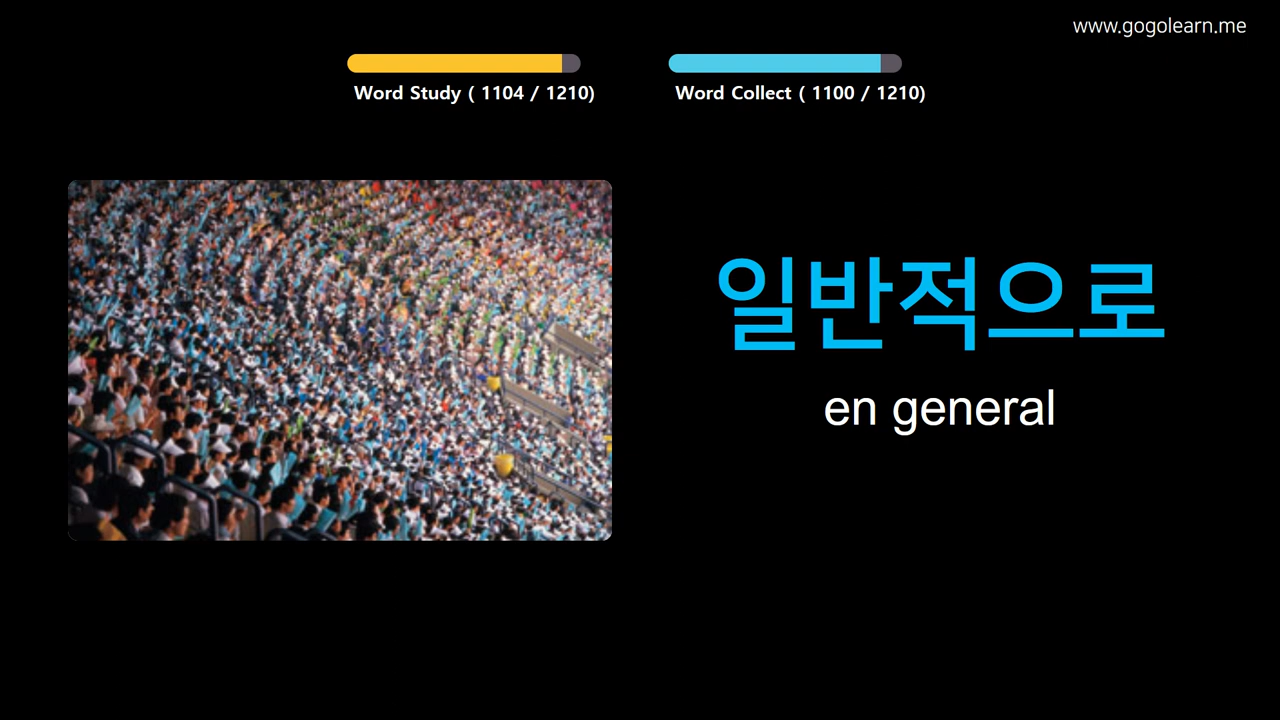 www.gogolearn.me
Word Study ( 1104 / 1210)
Word Collect ( 1100 / 1210)
일반적으로
en general